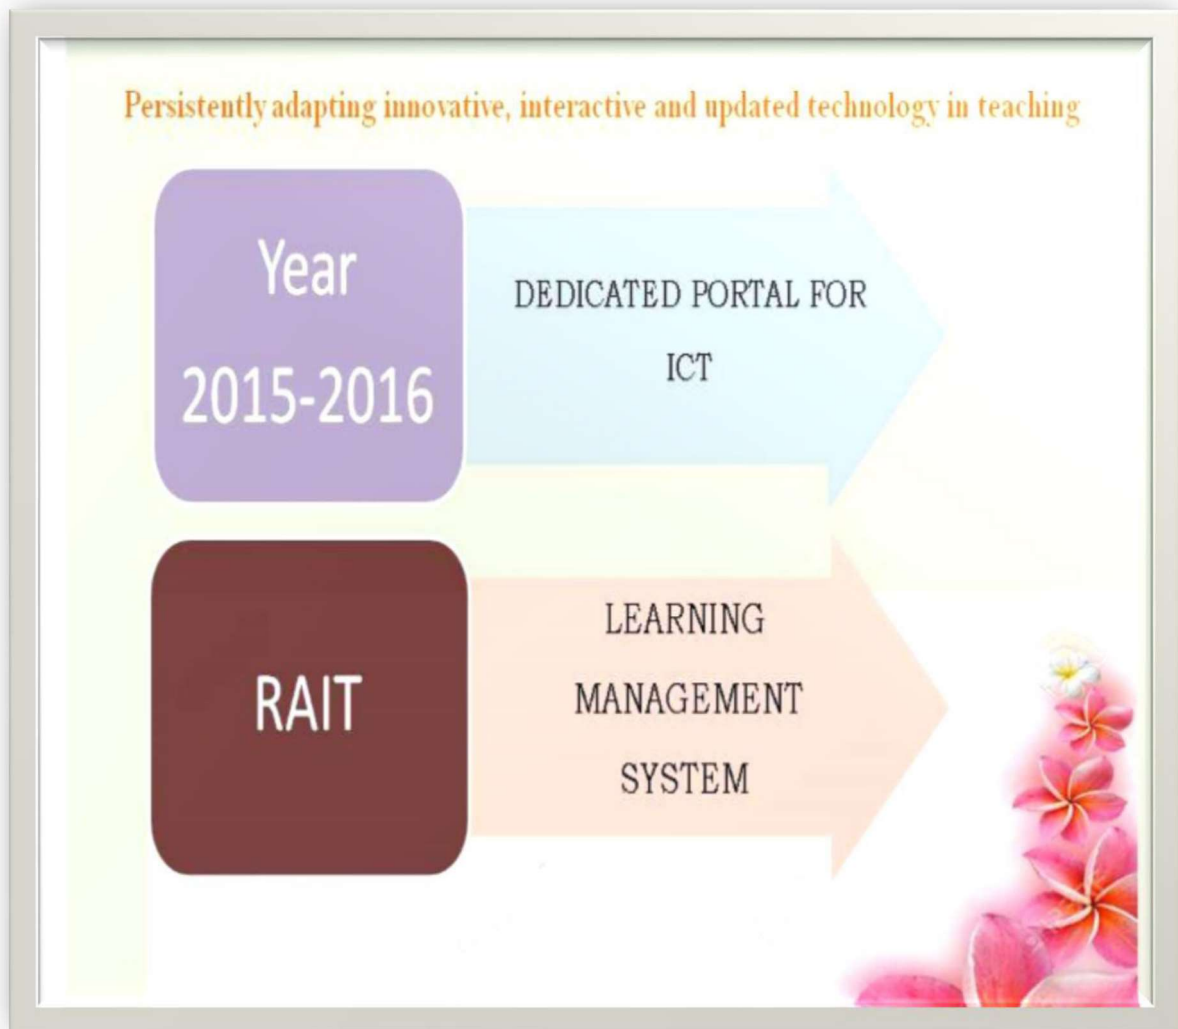 Persistently adapting innovative, interactive and updated technology in teaching
Year
2015-2016
DEDICATED PORTAL FOR
ICT
RAIT
LEARNING
MANAGEMENT
SYSTEM